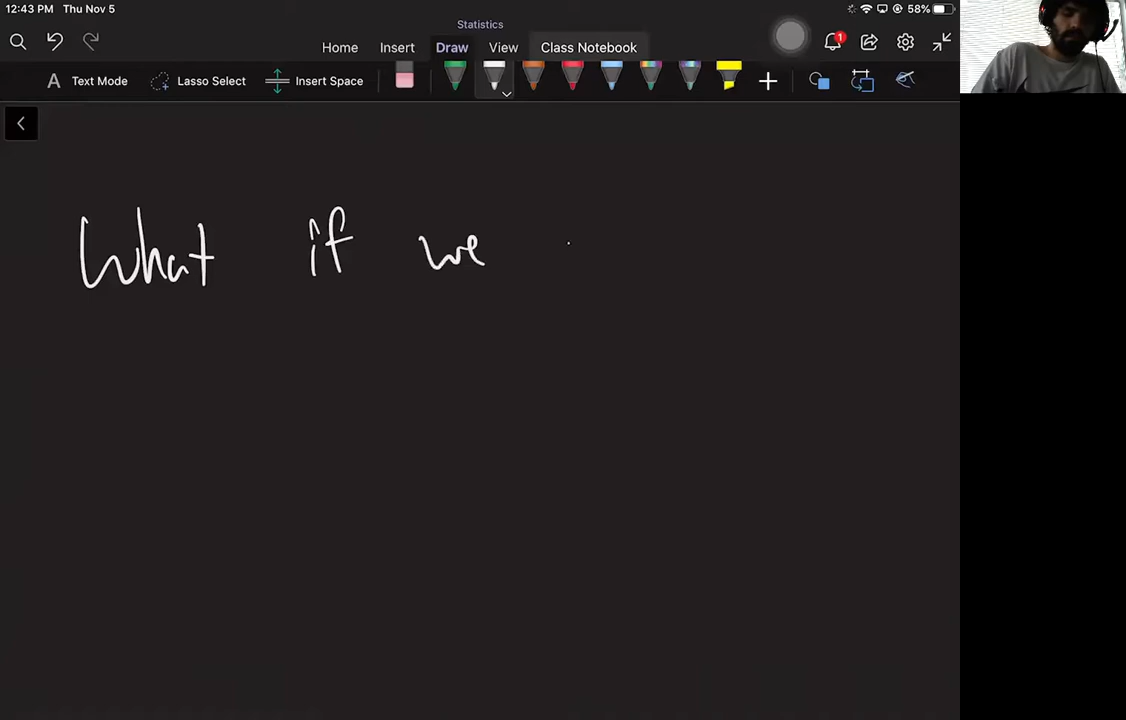 12:43 PM Thu Nov 5 58%
Statistics
Home Insert Draw View Class Notebook 1
A Text Mode Lasso Select Insert Space
What if we